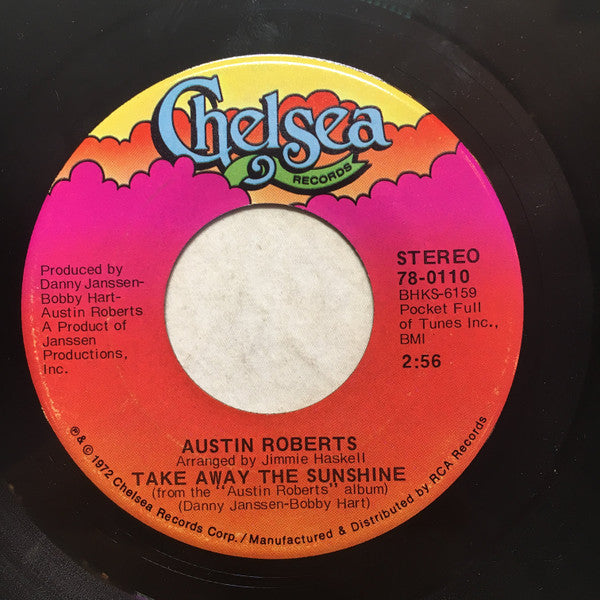 Chelsea
RECORDS
Produced by
Danny Janssen-
Bobby Hart-
Austin Roberts
A Product of
Janssen
Productions,
Inc.
STEREO
78-0110
BHKS-6159
Pocket Full
of Tunes Inc.,
BMI
2:56
AUSTIN ROBERTS
Arranged by Jimmie Haskell
TAKE AWAY THE SUNSHINE
(from the "Austin Roberts" album)
(Danny Janssen-Bobby Hart)
℗ & © 1972 Chelsea Records Corp./Manufactured & Distributed by RCA Records